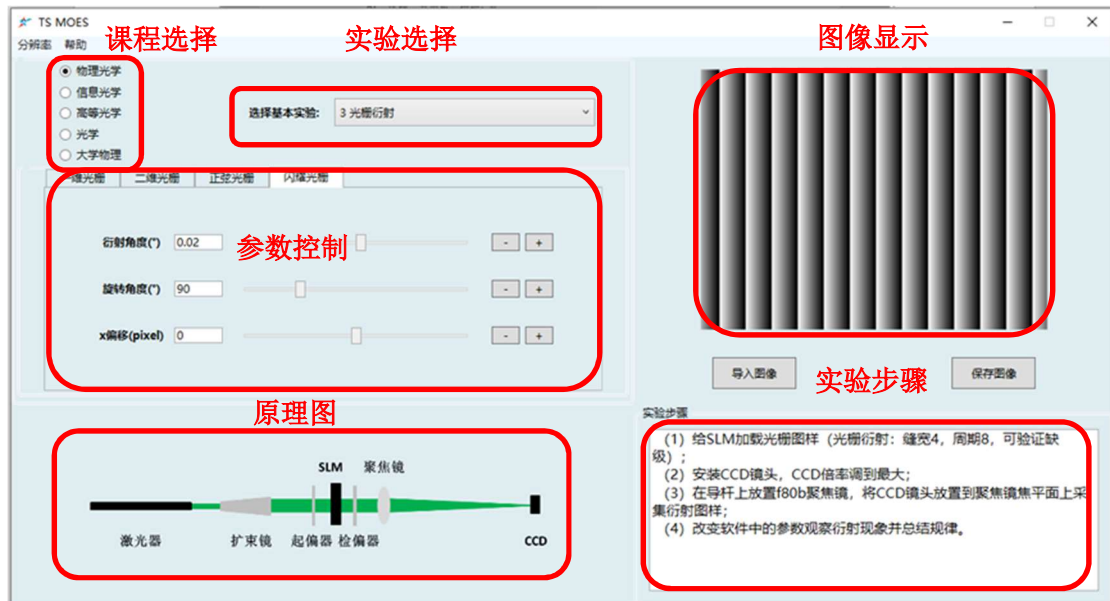 TS MOES
分辨率 帮助
课程选择
实验选择
图像显示
物理光学
信息光学
高等光学
光学
大学物理
选择基本实验: 3 光栅衍射
一维光栅 二维光栅 正弦光栅 闪耀光栅
参数控制
衍射角度(°) 0.02 - +
旋转角度(°) 90 - +
x偏移(pixel) 0 - +
导入图像
保存图像
实验步骤
原理图
SLM 聚焦镜
激光器 扩束镜 起偏器 检偏器 CCD
实验步骤
(1) 给SLM加载光栅图样（光栅衍射：缝宽4，周期8，可验证缺
级）;
(2) 安装CCD镜头，CCD倍率调到最大；
(3) 在导杆上放置f80b聚焦镜，将CCD镜头放置到聚焦镜焦平面上采
集衍射图样；
(4) 改变软件中的参数观察衍射现象并总结规律。